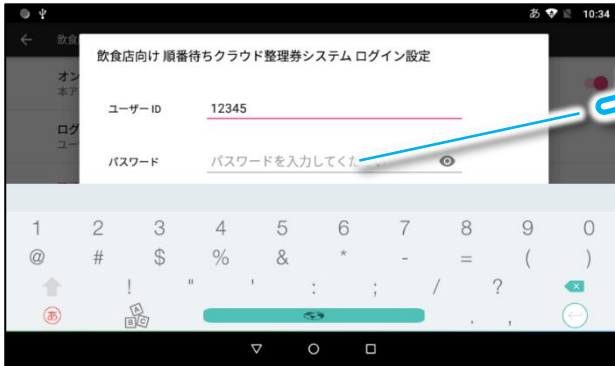 あ 10:34
← 飲食
飲食店向け 順番待ちクラウド整理券システム ログイン設定
オン
本ア
ユーザーID 12345
ログ
ユー
パスワード パスワードを入力してくだ
1 2 3 4 5 6 7 8 9 0
@ # $ % & * - = ( )
! " ' : ; / ?
あ ABC . ,